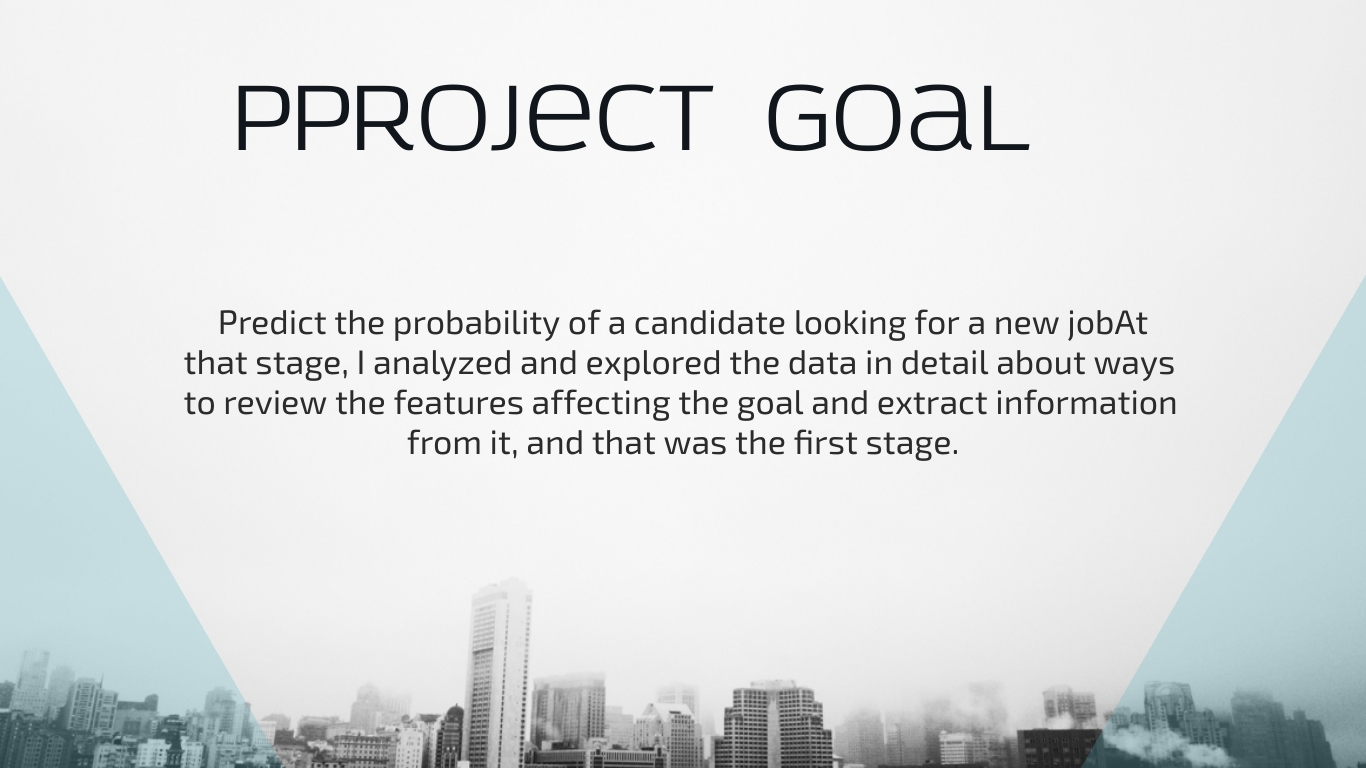 PPROJeCT GOaL
Predict the probability of a candidate looking for a new jobAt
that stage, I analyzed and explored the data in detail about ways
to review the features affecting the goal and extract information
from it, and that was the first stage.